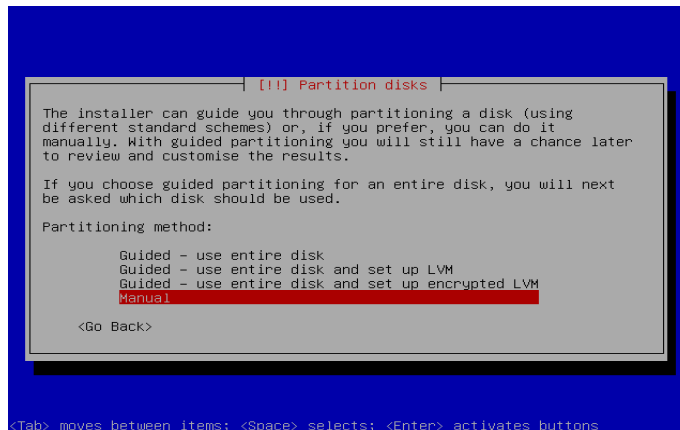 [!!] Partition disks
The installer can guide you through partitioning a disk (using
different standard schemes) or, if you prefer, you can do it
manually. With guided partitioning you will still have a chance later
to review and customise the results.
If you choose guided partitioning for an entire disk, you will next
be asked which disk should be used.
Partitioning method:
Guided - use entire disk
Guided - use entire disk and set up LVM
Guided - use entire disk and set up encrypted LVM
Manual
<Go Back>
<Tab> moves between items; <Space> selects; <Enter> activates buttons